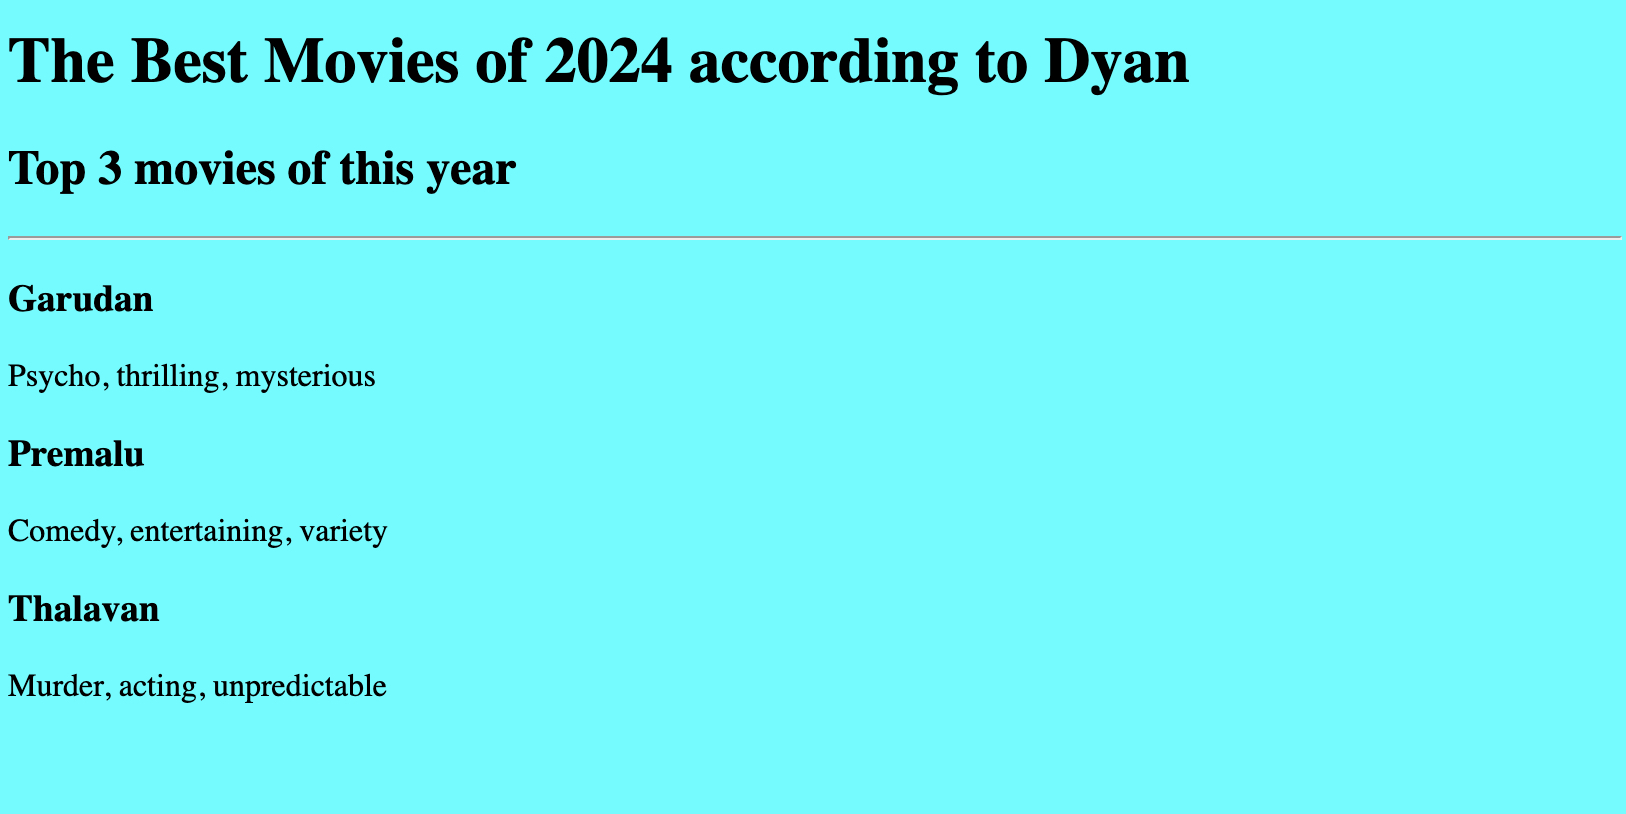 The Best Movies of 2024 according to Dyan
Top 3 movies of this year
Garudan
Psycho, thrilling, mysterious
Premalu
Comedy, entertaining, variety
Thalavan
Murder, acting, unpredictable